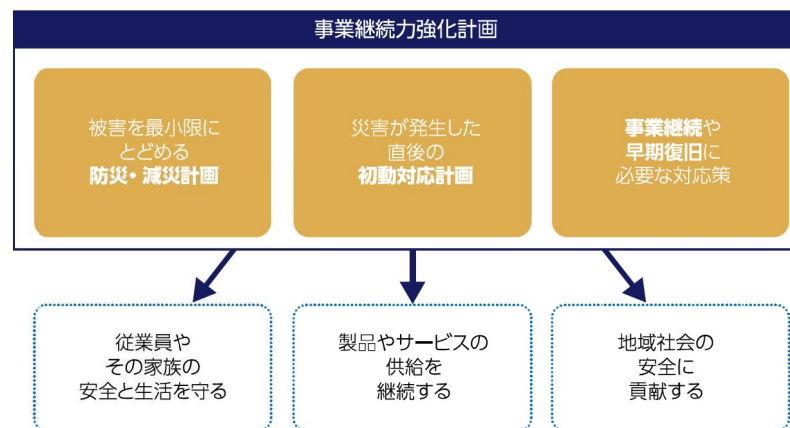 事業継続力強化計画
被害を最小限に
とどめる
防災・減災計画
災害が発生した
直後の
初動対応計画
事業継続や
早期復旧に
必要な対応策
従業員や
その家族の
安全と生活を守る
製品やサービスの
供給を
継続する
地域社会の
安全に
貢献する